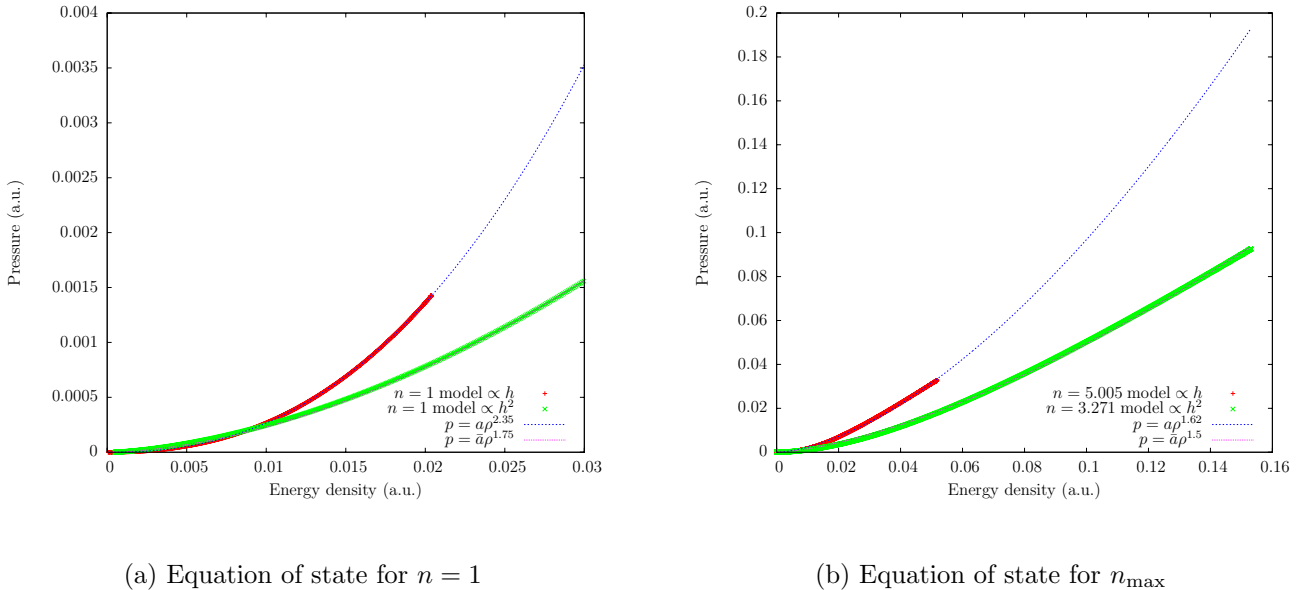 Pressure (a.u.)
0.004
0.0035
0.003
0.0025
0.002
0.0015
0.001
0.0005
0
n = 1 model ∝ h
n = 1 model ∝ h²
p = aρ^2.35
p = āρ^1.75
0 0.005 0.01 0.015 0.02 0.025 0.03
Energy density (a.u.)
(a) Equation of state for n = 1
Pressure (a.u.)
0.2
0.18
0.16
0.14
0.12
0.1
0.08
0.06
0.04
0.02
0
n = 5.005 model ∝ h
n = 3.271 model ∝ h²
p = aρ^1.62
p = āρ^1.5
0 0.02 0.04 0.06 0.08 0.1 0.12 0.14 0.16
Energy density (a.u.)
(b) Equation of state for n_max